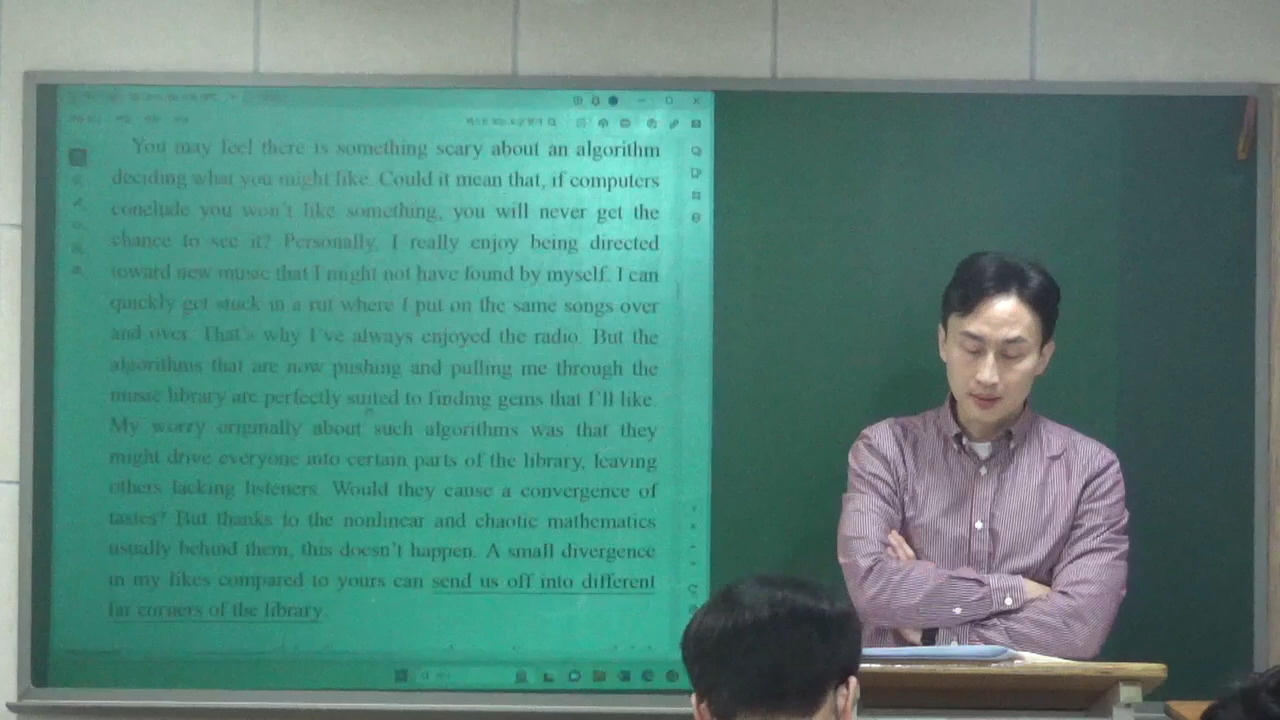 You may feel there is something scary about an algorithm
deciding what you might like. Could it mean that, if computers
conclude you won't like something, you will never get the
chance to see it? Personally, I really enjoy being directed
toward new music that I might not have found by myself. I can
quickly get stuck in a rut where I put on the same songs over
and over. That's why I've always enjoyed the radio. But the
algorithms that are now pushing and pulling me through the
music library are perfectly suited to finding gems that I'll like.
My worry originally about such algorithms was that they
might drive everyone into certain parts of the library, leaving
others lacking listeners. Would they cause a convergence of
tastes? But thanks to the nonlinear and chaotic mathematics
usually behind them, this doesn't happen. A small divergence
in my likes compared to yours can send us off into different
far corners of the library.